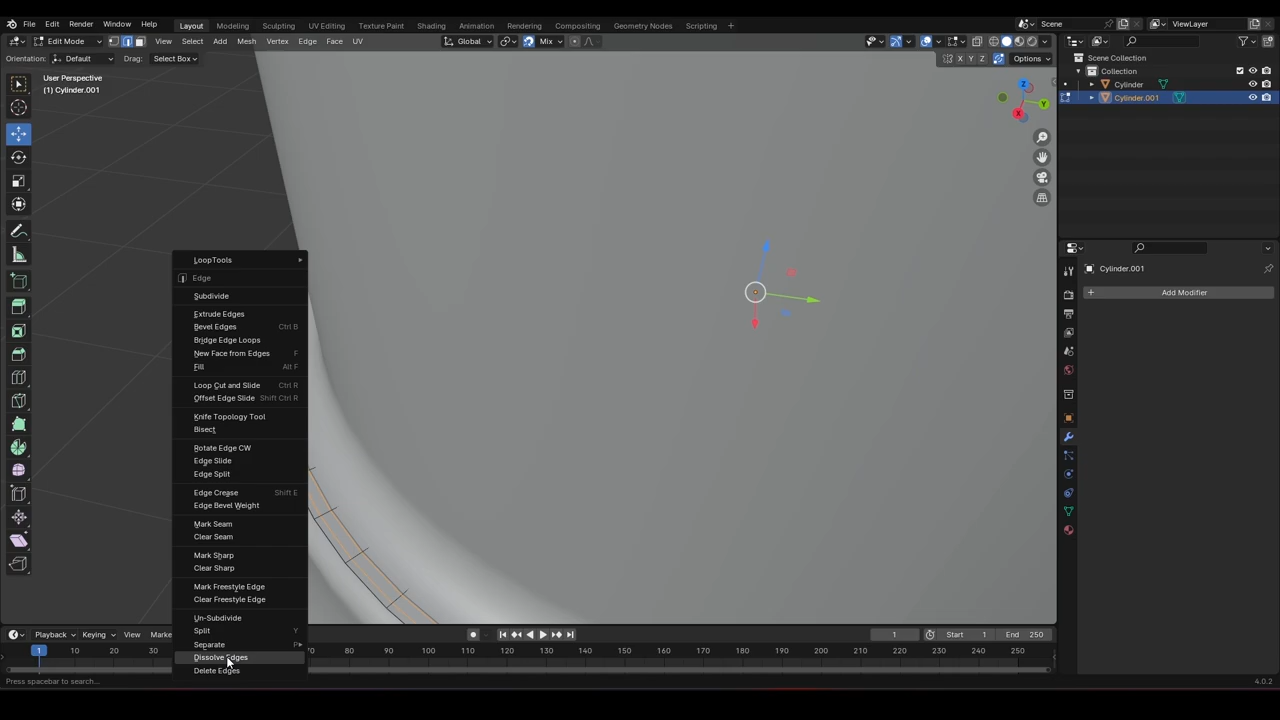 File Edit Render Window Help Layout Modeling Sculpting UV Editing Texture Paint Shading Animation Rendering Compositing Geometry Nodes Scripting + Scene ViewLayer
Edit Mode View Select Add Mesh Vertex Edge Face UV Global Mix
Orientation: Default Drag: Select Box X Y Z Options
User Perspective
(1) Cylinder.001
Scene Collection
Collection
Cylinder
Cylinder.001
Z
Y
X
Cylinder.001
+ Add Modifier
LoopTools
Edge
Subdivide
Extrude Edges
Bevel Edges Ctrl B
Bridge Edge Loops
New Face from Edges F
Fill Alt F
Loop Cut and Slide Ctrl R
Offset Edge Slide Shift Ctrl R
Knife Topology Tool
Bisect
Rotate Edge CW
Edge Slide
Edge Split
Edge Crease Shift E
Edge Bevel Weight
Mark Seam
Clear Seam
Mark Sharp
Clear Sharp
Mark Freestyle Edge
Clear Freestyle Edge
Un-Subdivide
Split Y
Separate P
Dissolve Edges
Delete Edges
Playback Keying View Marke 1 Start 1 End 250
1 10 20 30 70 80 90 100 110 120 130 140 150 160 170 180 190 200 210 220 230 240 250
Press spacebar to search... 4.0.2